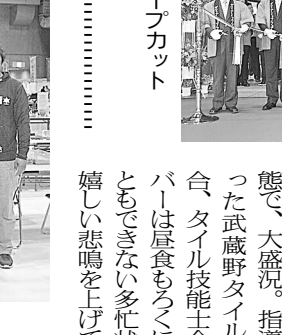 態で、大盛況。指導
った武蔵野タイル
合、タイル技能士会
バーは昼食もろくに
ともできない多忙状
嬉しい悲鳴を上げて
ープカット